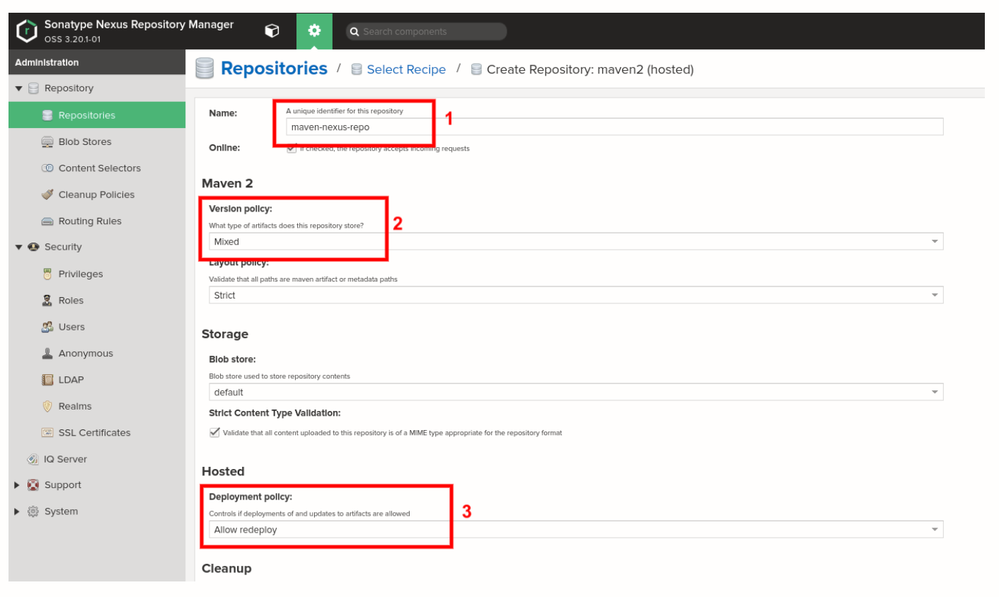 Sonatype Nexus Repository Manager
OSS 3.20.1-01
Search components
Administration
Repositories / Select Recipe / Create Repository: maven2 (hosted)
Repository
Repositories
Blob Stores
Content Selectors
Cleanup Policies
Routing Rules
Security
Privileges
Roles
Users
Anonymous
LDAP
Realms
SSL Certificates
IQ Server
Support
System
Name:
A unique identifier for this repository
maven-nexus-repo
1
Online:
If checked, the repository accepts incoming requests
Maven 2
Version policy:
What type of artifacts does this repository store?
2
Mixed
Layout policy:
Validate that all paths are maven artifact or metadata paths
Strict
Storage
Blob store:
Blob store used to store repository contents
default
Strict Content Type Validation:
Validate that all content uploaded to this repository is of a MIME type appropriate for the repository format
Hosted
Deployment policy:
Controls if deployments of and updates to artifacts are allowed
3
Allow redeploy
Cleanup